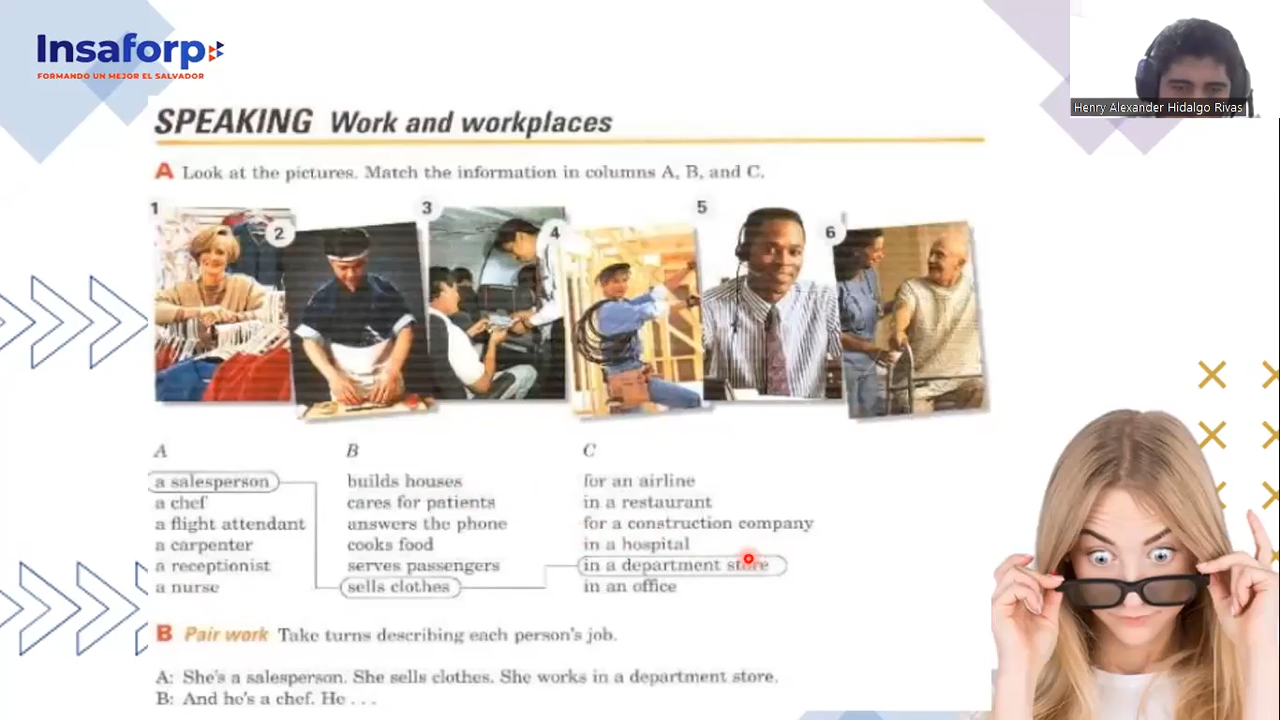 Insaforp
FORMANDO UN MEJOR EL SALVADOR
Henry Alexander Hidalgo Rivas
SPEAKING Work and workplaces
A Look at the pictures. Match the information in columns A, B, and C.
1
2
3
4
5
6
A B C
a salesperson builds houses for an airline
a chef cares for patients in a restaurant
a flight attendant answers the phone for a construction company
a carpenter cooks food in a hospital
a receptionist serves passengers in a department store
a nurse sells clothes in an office
B Pair work Take turns describing each person's job.
A: She's a salesperson. She sells clothes. She works in a department store.
B: And he's a chef. He . . .